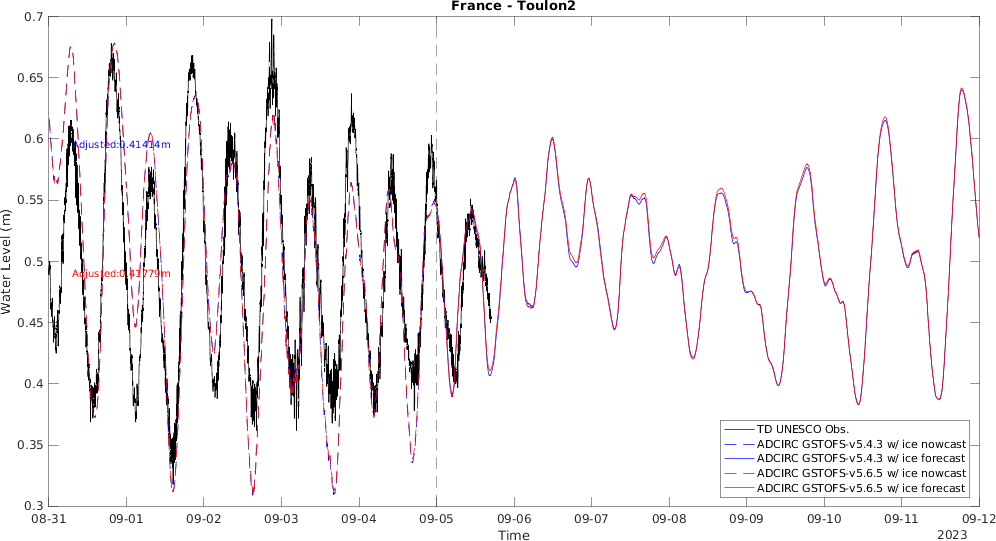 France - Toulon2
0.7
0.65
0.6
0.55
0.5
0.45
0.4
0.35
0.3
Water Level (m)
Adjusted:0.41414m
Adjusted:0.41779m
TD UNESCO Obs.
ADCIRC GSTOFS-v5.4.3 w/ ice nowcast
ADCIRC GSTOFS-v5.4.3 w/ ice forecast
ADCIRC GSTOFS-v5.6.5 w/ ice nowcast
ADCIRC GSTOFS-v5.6.5 w/ ice forecast
08-31 09-01 09-02 09-03 09-04 09-05 09-06 09-07 09-08 09-09 09-10 09-11 09-12
Time
2023